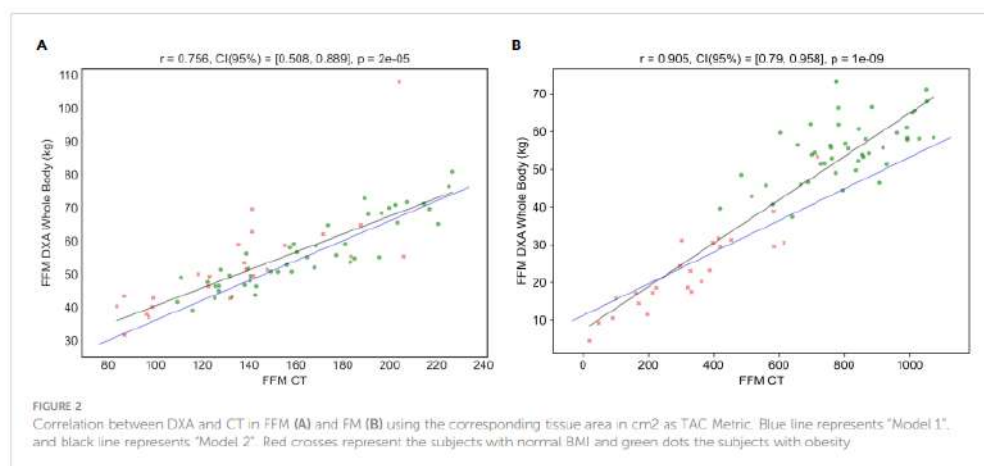 A
r = 0.756, CI(95%) = [0.508, 0.889], p = 2e-05
110
100
90
80
70
60
50
40
30
FFM DXA Whole Body (kg)
80 100 120 140 160 180 200 220 240
FFM CT
B
r = 0.905, CI(95%) = [0.79, 0.958], p = 1e-09
70
60
50
40
30
20
10
FFM DXA Whole Body (kg)
0 200 400 600 800 1000
FFM CT
FIGURE 2
Correlation between DXA and CT in FFM (A) and FM (B) using the corresponding tissue area in cm2 as TAC Metric. Blue line represents "Model 1",
and black line represents "Model 2". Red crosses represent the subjects with normal BMI and green dots the subjects with obesity